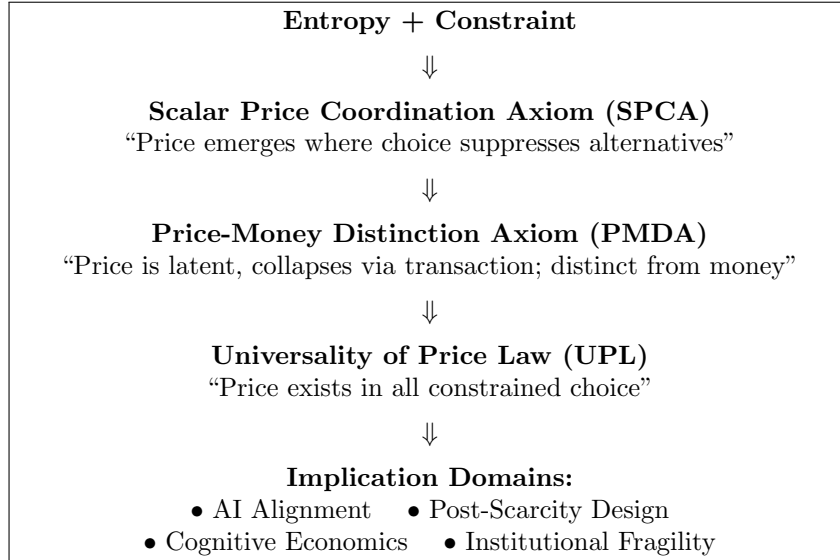 Entropy + Constraint
⇓
Scalar Price Coordination Axiom (SPCA)
“Price emerges where choice suppresses alternatives”
⇓
Price-Money Distinction Axiom (PMDA)
“Price is latent, collapses via transaction; distinct from money”
⇓
Universality of Price Law (UPL)
“Price exists in all constrained choice”
⇓
Implication Domains:
• AI Alignment • Post-Scarcity Design
• Cognitive Economics • Institutional Fragility